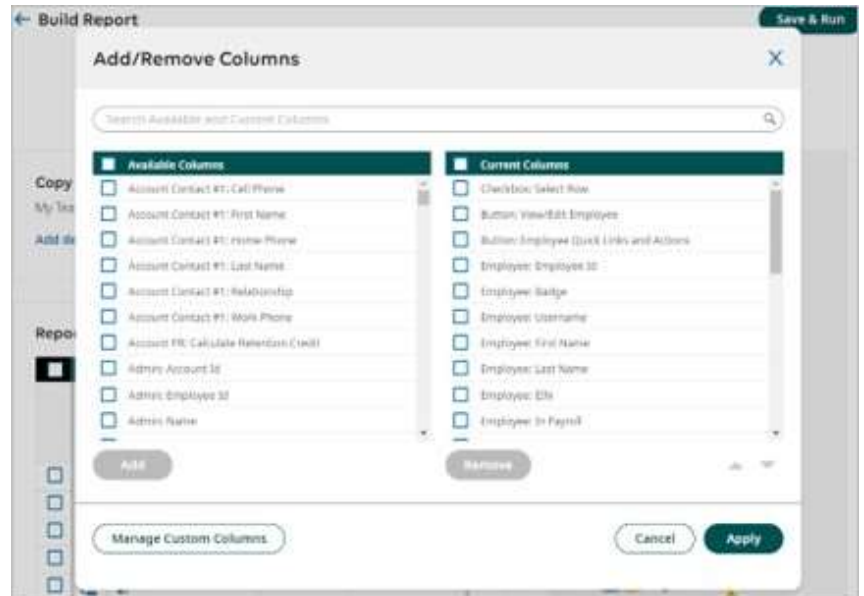 Build Report
Save & Run
Add/Remove Columns
X
Search Available and Current Columns
Available Columns
Account Contact #1: Cell Phone
Account Contact #1: First Name
Account Contact #1: Home Phone
Account Contact #1: Last Name
Account Contact #1: Relationship
Account Contact #1: Work Phone
Account PR: Calculate Retention Credit
Admin: Account Id
Admin: Employee Id
Admin: Name
Current Columns
Checkbox: Select Row
Button: View/Edit Employee
Button: Employee Quick Links and Actions
Employee: Employee Id
Employee: Badge
Employee: Username
Employee: First Name
Employee: Last Name
Employee: EIN
Employee: In Payroll
Copy
My Tea
Add de
Repo
Add
Remove
Manage Custom Columns
Cancel
Apply